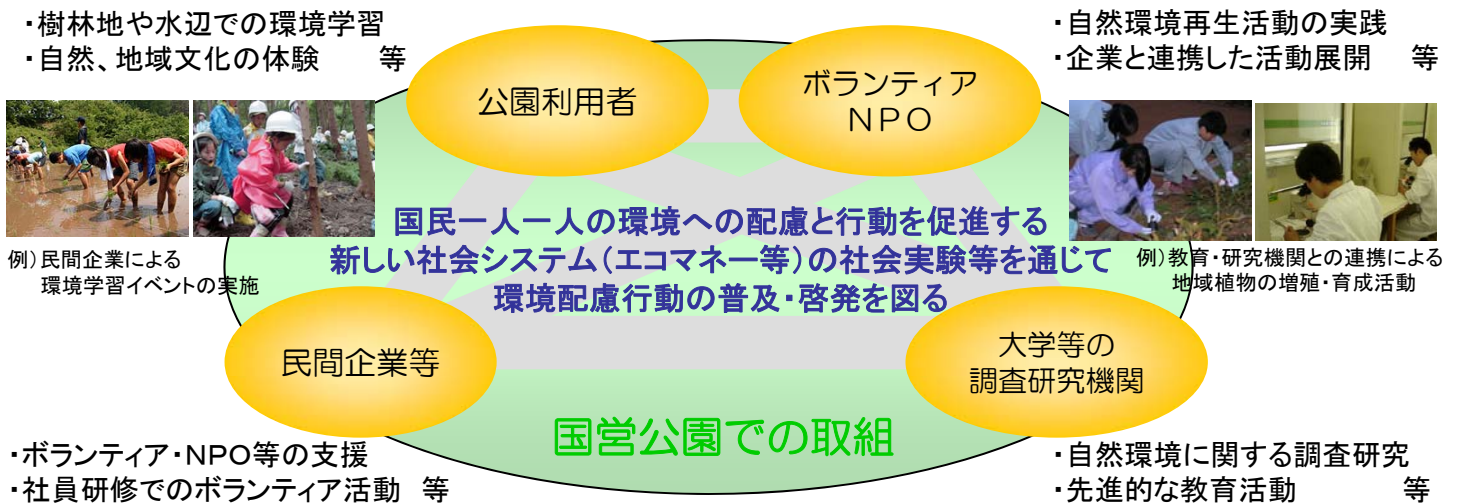 ・樹林地や水辺での環境学習
・自然、地域文化の体験　　等
・自然環境再生活動の実践
・企業と連携した活動展開　等
公園利用者
ボランティア
ＮＰＯ
国民一人一人の環境への配慮と行動を促進する
新しい社会システム（エコマネー等）の社会実験等を通じて
環境配慮行動の普及・啓発を図る
例）民間企業による
環境学習イベントの実施
例）教育・研究機関との連携による
地域植物の増殖・育成活動
民間企業等
大学等の
調査研究機関
国営公園での取組
・ボランティア・ＮＰＯ等の支援
・社員研修でのボランティア活動　等
・自然環境に関する調査研究
・先進的な教育活動　　　　等